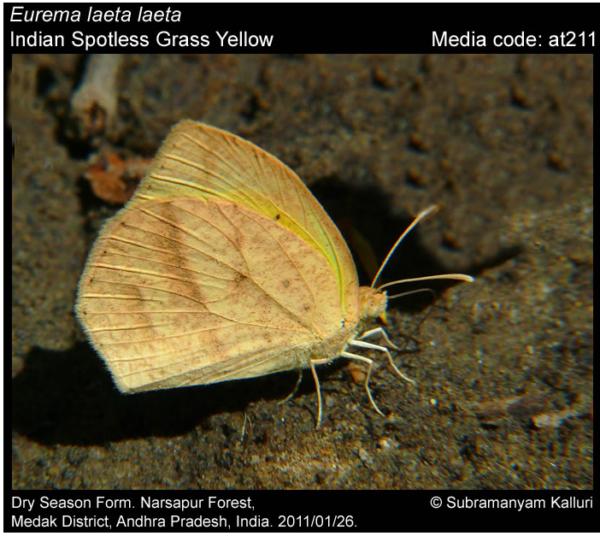 Eurema laeta laeta
Indian Spotless Grass Yellow Media code: at211
Dry Season Form. Narsapur Forest, © Subramanyam Kalluri
Medak District, Andhra Pradesh, India. 2011/01/26.